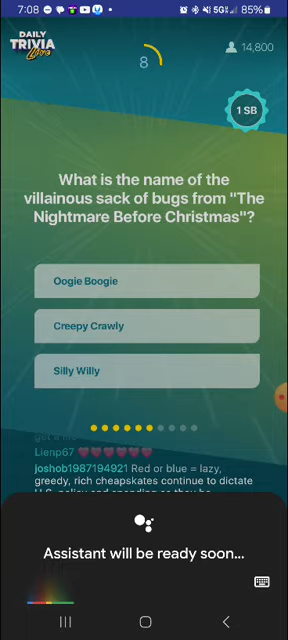 7:08
5G
85%
DAILY
TRIVIA
Live
14,800
8
1 SB
What is the name of the
villainous sack of bugs from "The
Nightmare Before Christmas"?
Oogie Boogie
Creepy Crawly
Silly Willy
Lienp67
joshob1987194921 Red or blue = lazy,
greedy, rich cheapskates continue to dictate
Assistant will be ready soon...